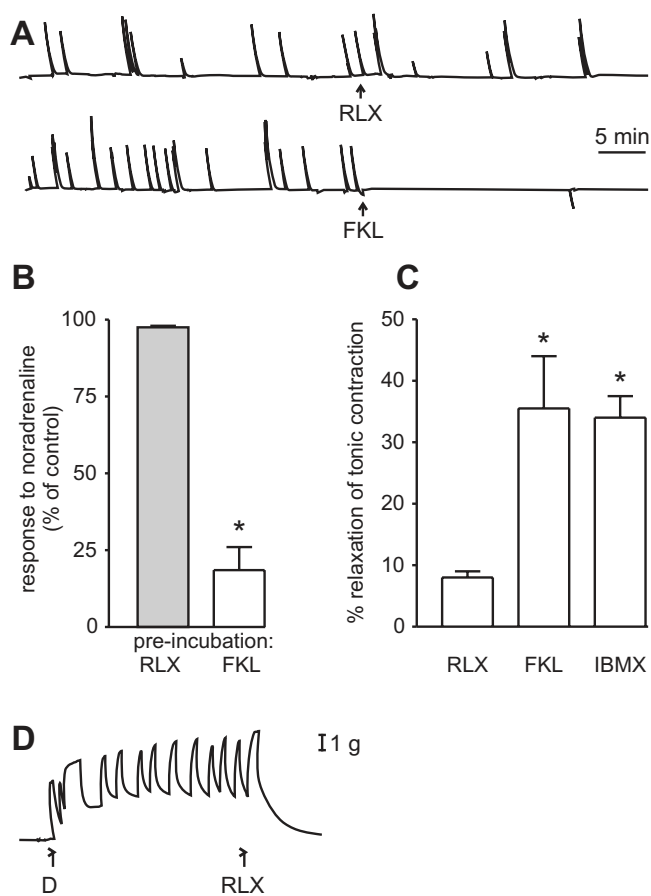 A
RLX
5 min
FKL
B
100
75
50
25
0
response to noradrenaline
(% of control)
*
pre-incubation:
RLX FKL
C
50
40
30
20
10
0
% relaxation of tonic contraction
* *
RLX FKL IBMX
D
1 g
D RLX